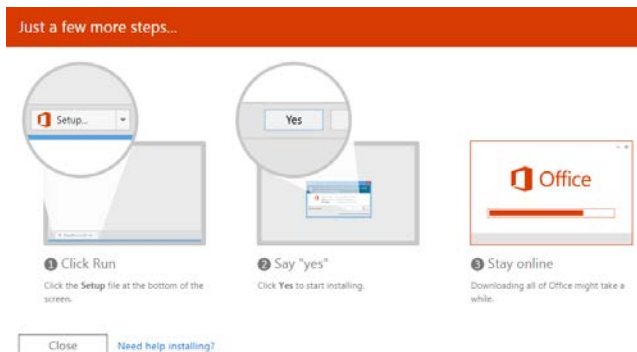 Just a few more steps...
Setup...
Yes
Office
1 Click Run
Click the Setup file at the bottom of the
screen.
2 Say "yes"
Click Yes to start installing.
3 Stay online
Downloading all of Office might take a
while.
Close
Need help installing?